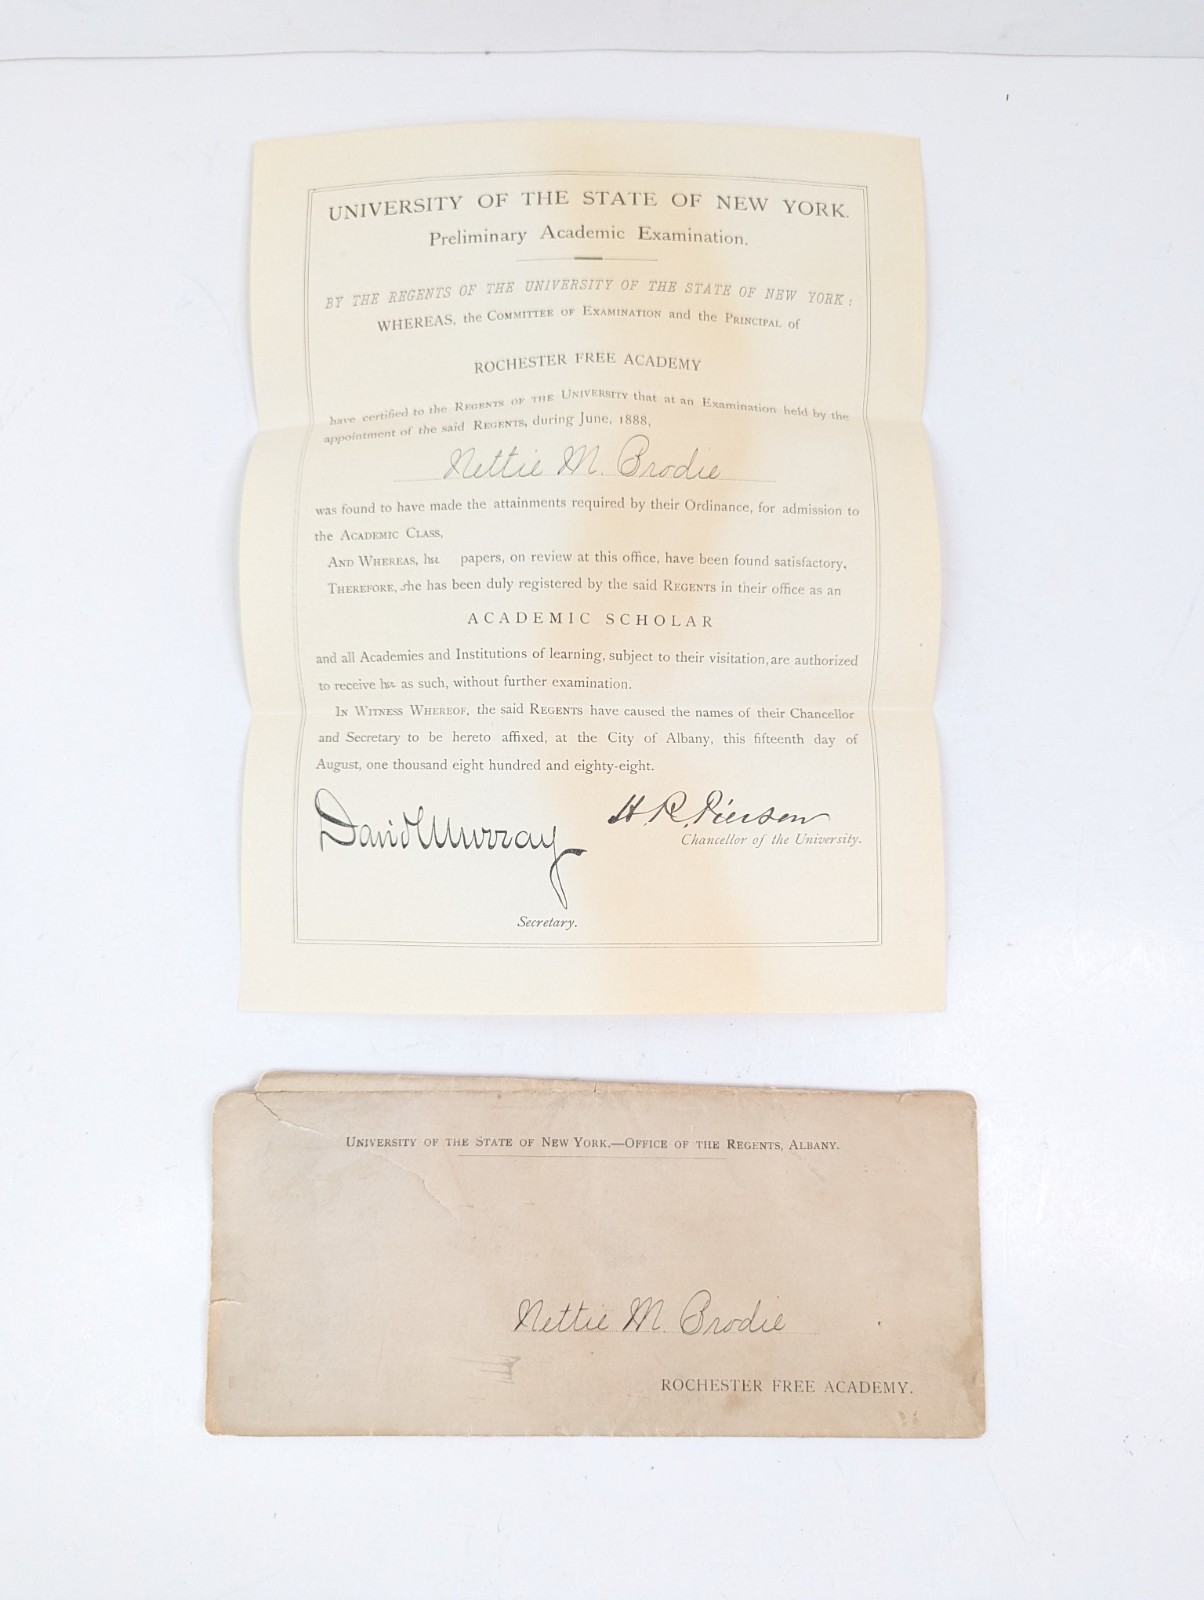 UNIVERSITY OF THE STATE OF NEW YORK.
Preliminary Academic Examination.
BY THE REGENTS OF THE UNIVERSITY OF THE STATE OF NEW YORK:
WHEREAS, the COMMITTEE OF EXAMINATION and the PRINCIPAL of
ROCHESTER FREE ACADEMY
have certified to the REGENTS OF THE UNIVERSITY that at an Examination held by the
appointment of the said REGENTS, during June, 1888,
Nettie M. Brodie
was found to have made the attainments required by their Ordinance, for admission to
the ACADEMIC CLASS,
AND WHEREAS, her papers, on review at this office, have been found satisfactory,
THEREFORE, she has been duly registered by the said REGENTS in their office as an
ACADEMIC SCHOLAR
and all Academies and Institutions of learning, subject to their visitation, are authorized
to receive her as such, without further examination.
IN WITNESS WHEREOF, the said REGENTS have caused the names of their Chancellor
and Secretary to be hereto affixed, at the City of Albany, this fifteenth day of
August, one thousand eight hundred and eighty-eight.
David Murray
H. R. Pierson
Chancellor of the University.
Secretary.
UNIVERSITY OF THE STATE OF NEW YORK.—OFFICE OF THE REGENTS, ALBANY.
Nettie M. Brodie
ROCHESTER FREE ACADEMY.